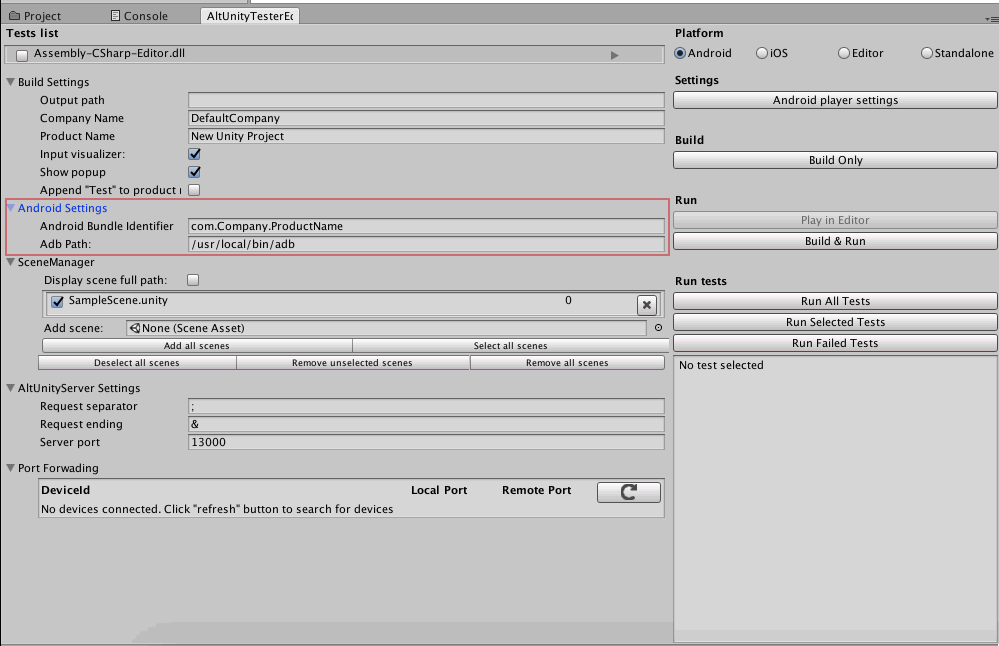 Project
Console
AltUnityTesterEc
Tests list
Assembly-CSharp-Editor.dll
Build Settings
Output path
Company Name
DefaultCompany
Product Name
New Unity Project
Input visualizer:
Show popup
Append "Test" to product i
Android Settings
Android Bundle Identifier
com.Company.ProductName
Adb Path:
/usr/local/bin/adb
SceneManager
Display scene full path:
SampleScene.unity
0
Add scene:
None (Scene Asset)
Add all scenes
Select all scenes
Deselect all scenes
Remove unselected scenes
Remove all scenes
AltUnityServer Settings
Request separator
;
Request ending
&
Server port
13000
Port Forwading
DeviceId
Local Port
Remote Port
No devices connected. Click "refresh" button to search for devices
Platform
Android
iOS
Editor
Standalone
Settings
Android player settings
Build
Build Only
Run
Play in Editor
Build & Run
Run tests
Run All Tests
Run Selected Tests
Run Failed Tests
No test selected